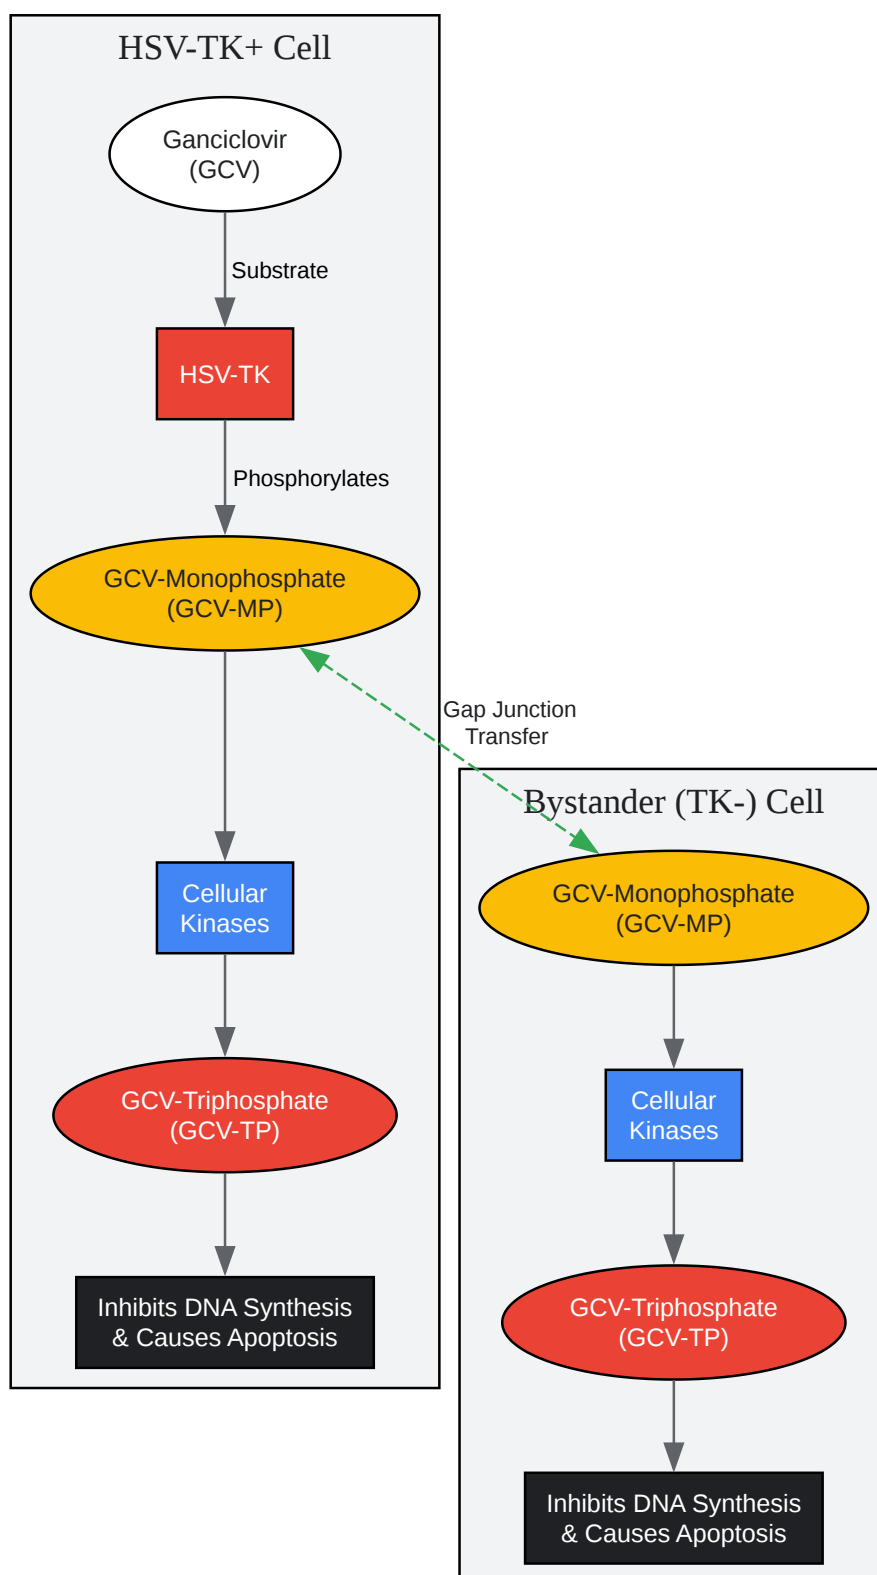 HSV-TK+ Cell
Ganciclovir
(GCV)
Substrate
HSV-TK
Phosphorylates
GCV-Monophosphate
(GCV-MP)
Gap Junction
Transfer
Cellular
Kinases
GCV-Triphosphate
(GCV-TP)
Inhibits DNA Synthesis
& Causes Apoptosis
Bystander (TK-) Cell
GCV-Monophosphate
(GCV-MP)
Cellular
Kinases
GCV-Triphosphate
(GCV-TP)
Inhibits DNA Synthesis
& Causes Apoptosis